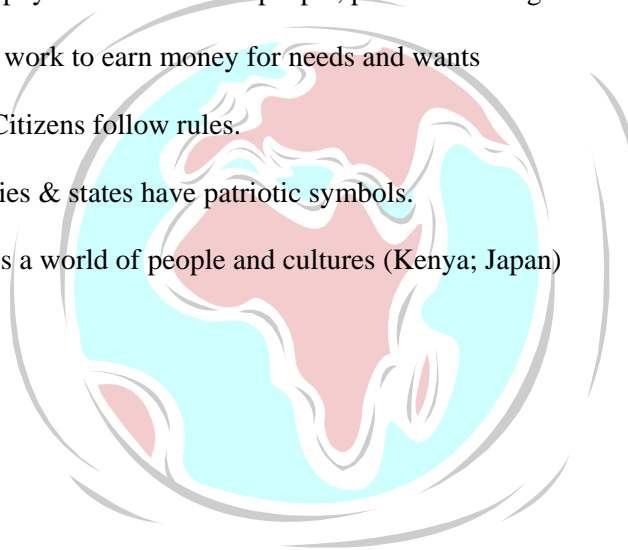 work to earn money for needs and wants
Citizens follow rules.
ies & states have patriotic symbols.
s a world of people and cultures (Kenya; Japan)